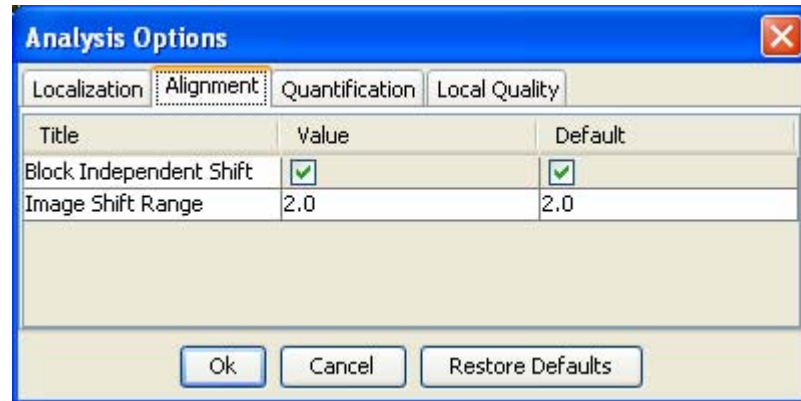 Analysis Options
Localization Alignment Quantification Local Quality
Title Value Default
Block Independent Shift
Image Shift Range 2.0 2.0
Ok Cancel Restore Defaults